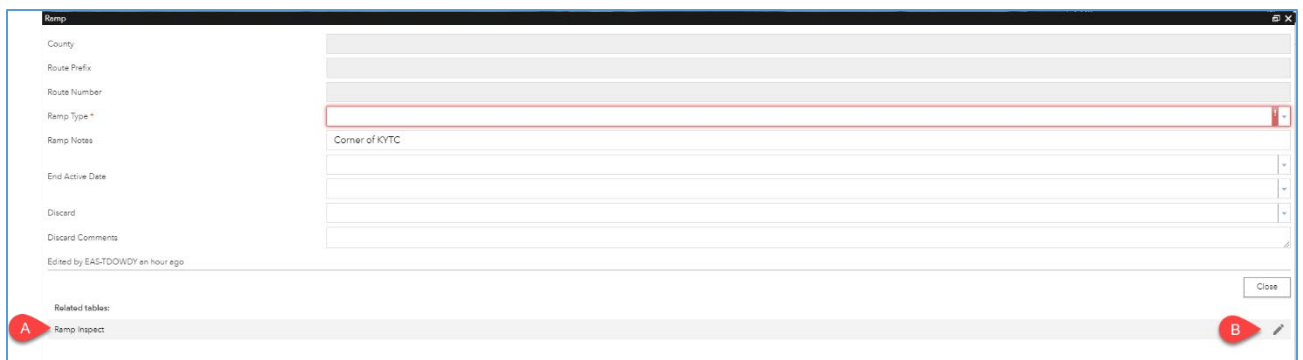 Ramp
County
Route Prefix
Route Number
Ramp Type *
Ramp Notes Corner of KYTC
End Active Date
Discard
Discard Comments
Edited by EAS-TDOWDY an hour ago
Close
Related tables:
A Ramp Inspect B